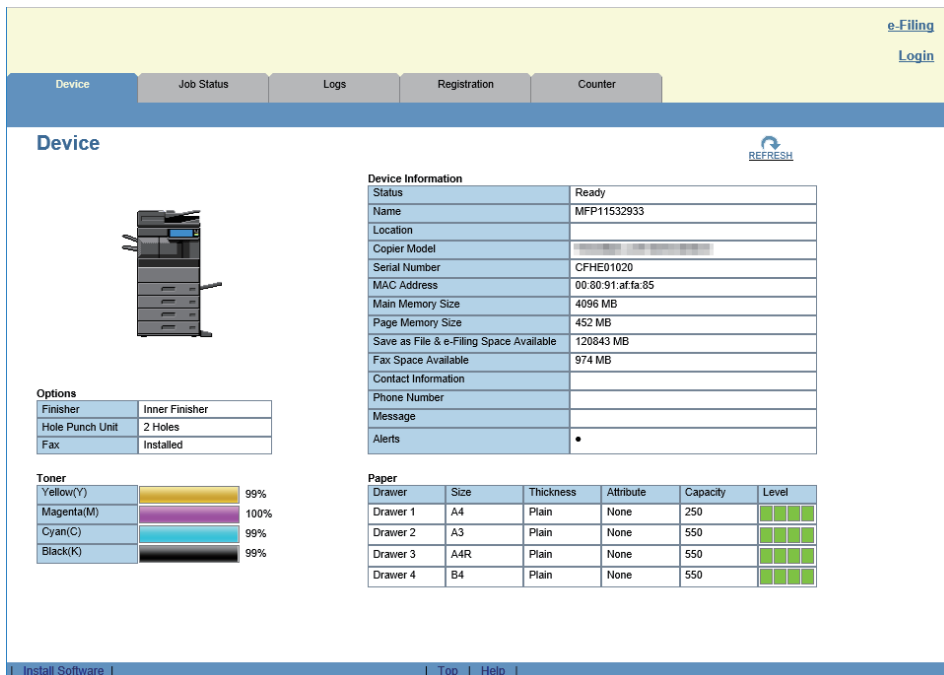 e-Filing
Login
Device Job Status Logs Registration Counter
Device
REFRESH
Device Information
Status Ready
Name MFP11532933
Location
Copier Model
Serial Number CFHE01020
MAC Address 00:80:91:af:fa:85
Main Memory Size 4096 MB
Page Memory Size 452 MB
Save as File & e-Filing Space Available 120843 MB
Fax Space Available 974 MB
Contact Information
Phone Number
Message
Alerts •
Options
Finisher Inner Finisher
Hole Punch Unit 2 Holes
Fax Installed
Toner
Yellow(Y) 99%
Magenta(M) 100%
Cyan(C) 99%
Black(K) 99%
Paper
Drawer Size Thickness Attribute Capacity Level
Drawer 1 A4 Plain None 250
Drawer 2 A3 Plain None 550
Drawer 3 A4R Plain None 550
Drawer 4 B4 Plain None 550
| Install Software | | Top | Help |